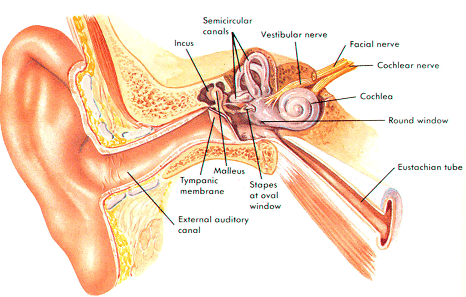 Semicircular
canals
Vestibular nerve
Incus
Facial nerve
Cochlear nerve
Cochlea
Round window
Malleus
Eustachian tube
Tympanic
membrane
Stapes
at oval
window
External auditory
canal